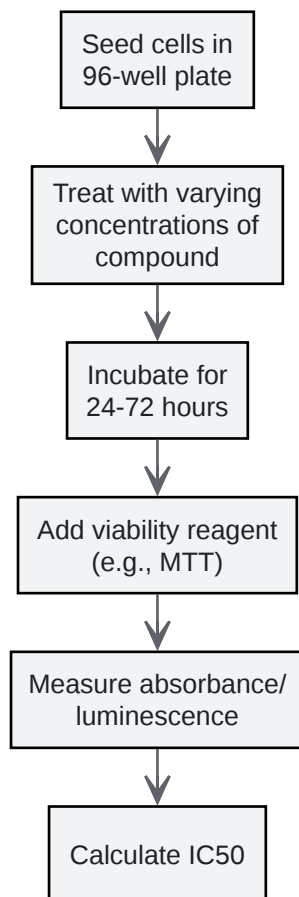 Seed cells in
96-well plate
Treat with varying
concentrations of
compound
Incubate for
24-72 hours
Add viability reagent
(e.g., MTT)
Measure absorbance/
luminescence
Calculate IC50